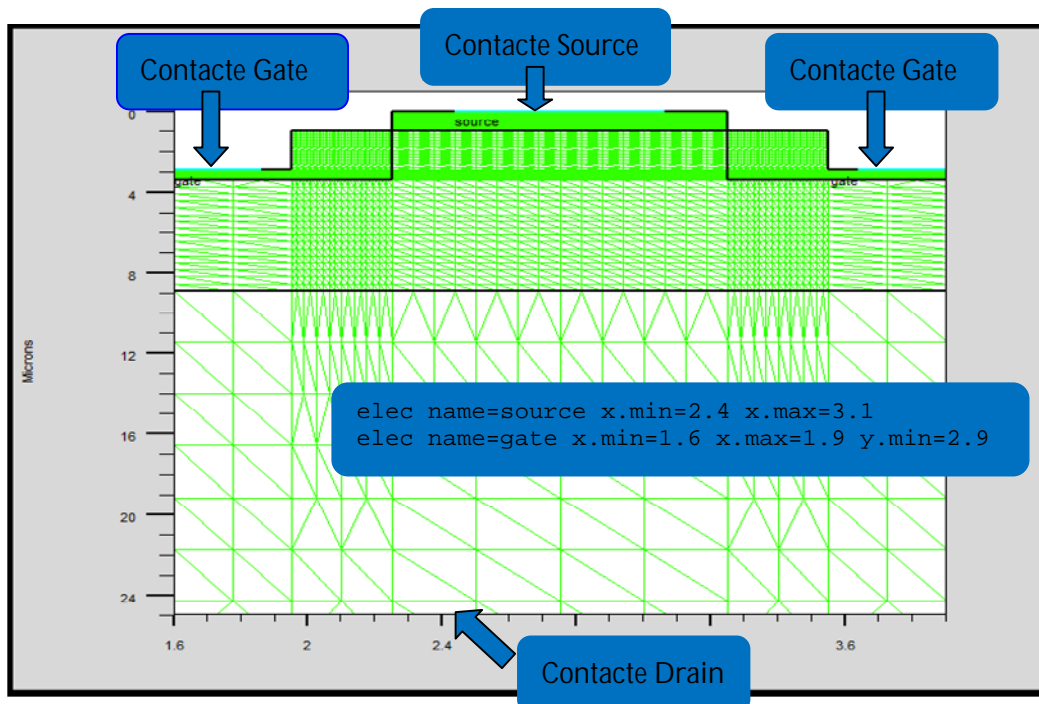 Contacte Source
Contacte Gate
Contacte Gate
0
source
gate
gate
4
8
12
Microns
elec name=source x.min=2.4 x.max=3.1
elec name=gate x.min=1.6 x.max=1.9 y.min=2.9
16
20
24
1.6
2
2.4
3.6
Contacte Drain